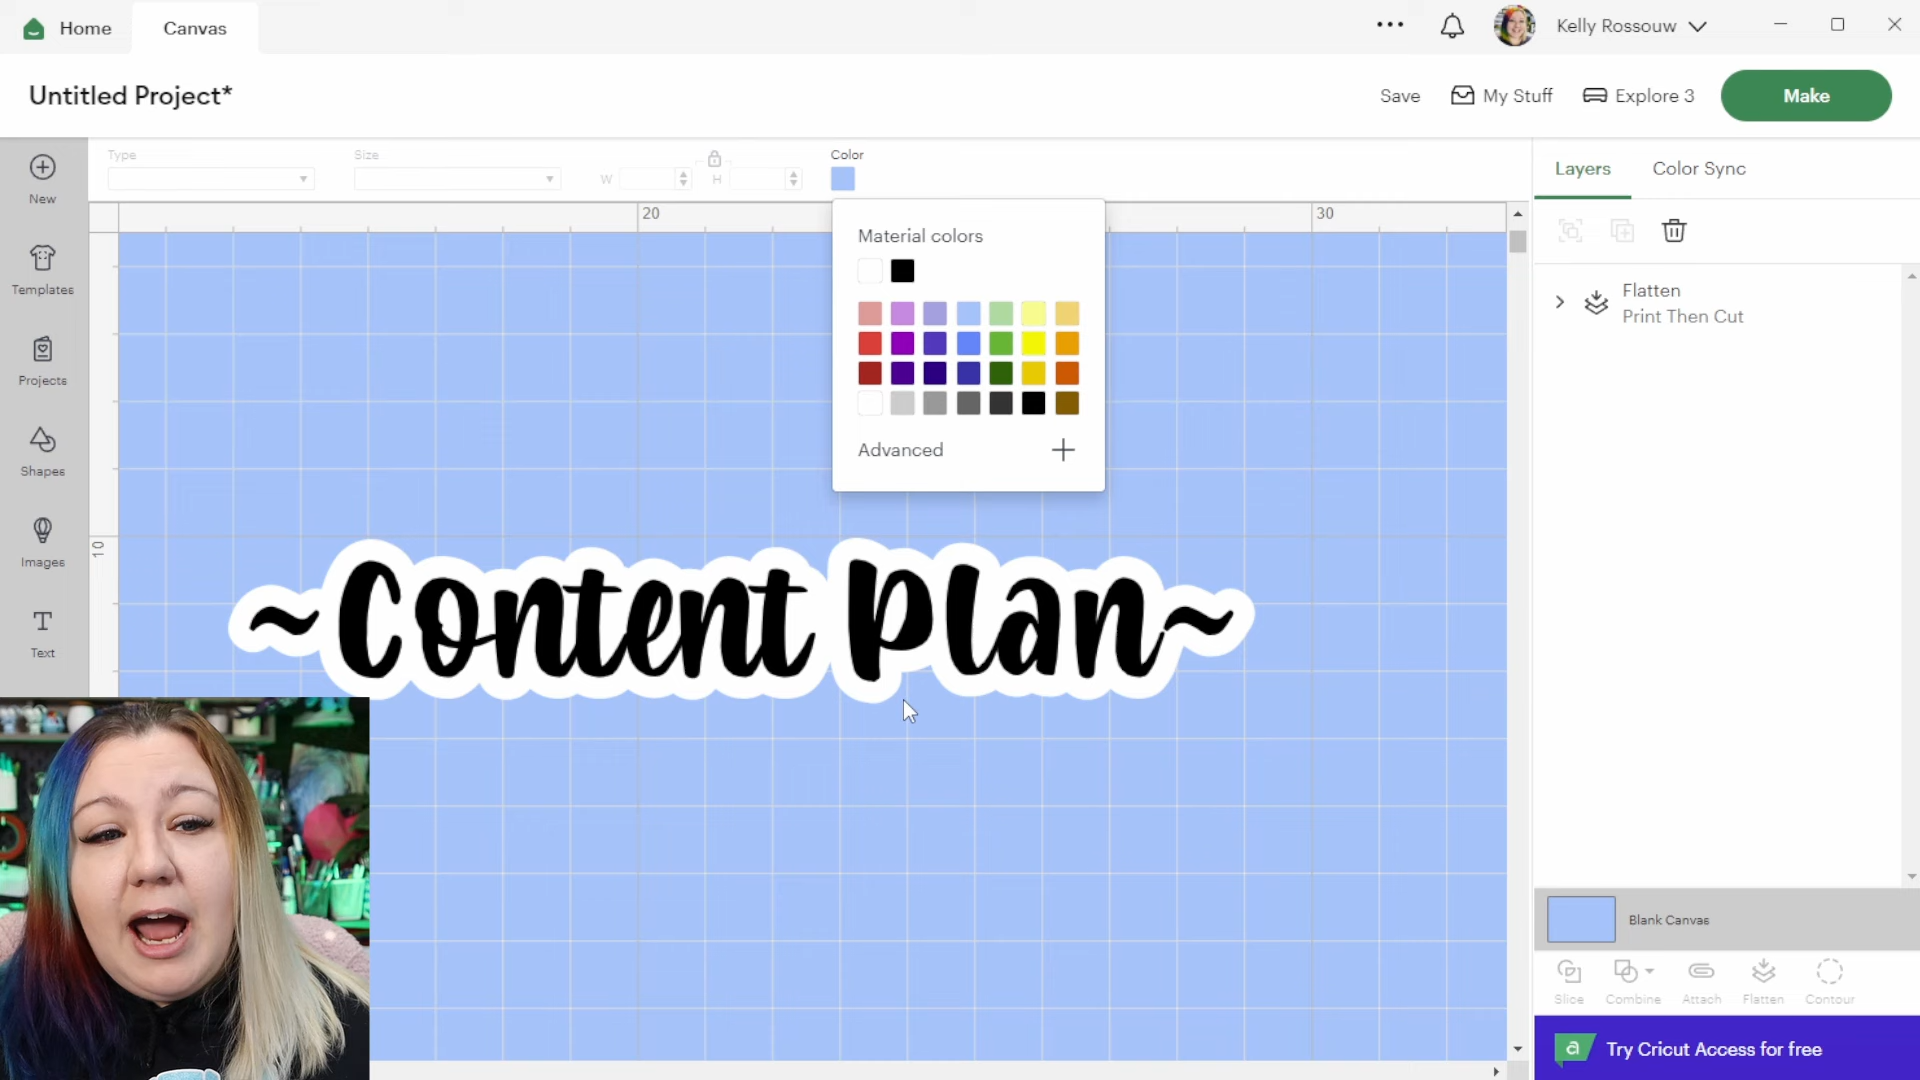 Home
Canvas
Kelly Rossouw
Untitled Project*
Save
My Stuff
Explore 3
Make
Type
Size
W
H
Color
Layers
Color Sync
New
Templates
Projects
Shapes
Images
Text
20
30
10
Material colors
Advanced
Flatten
Print Then Cut
~Content Plan~
Blank Canvas
Slice
Combine
Attach
Flatten
Contour
a
Try Cricut Access for free